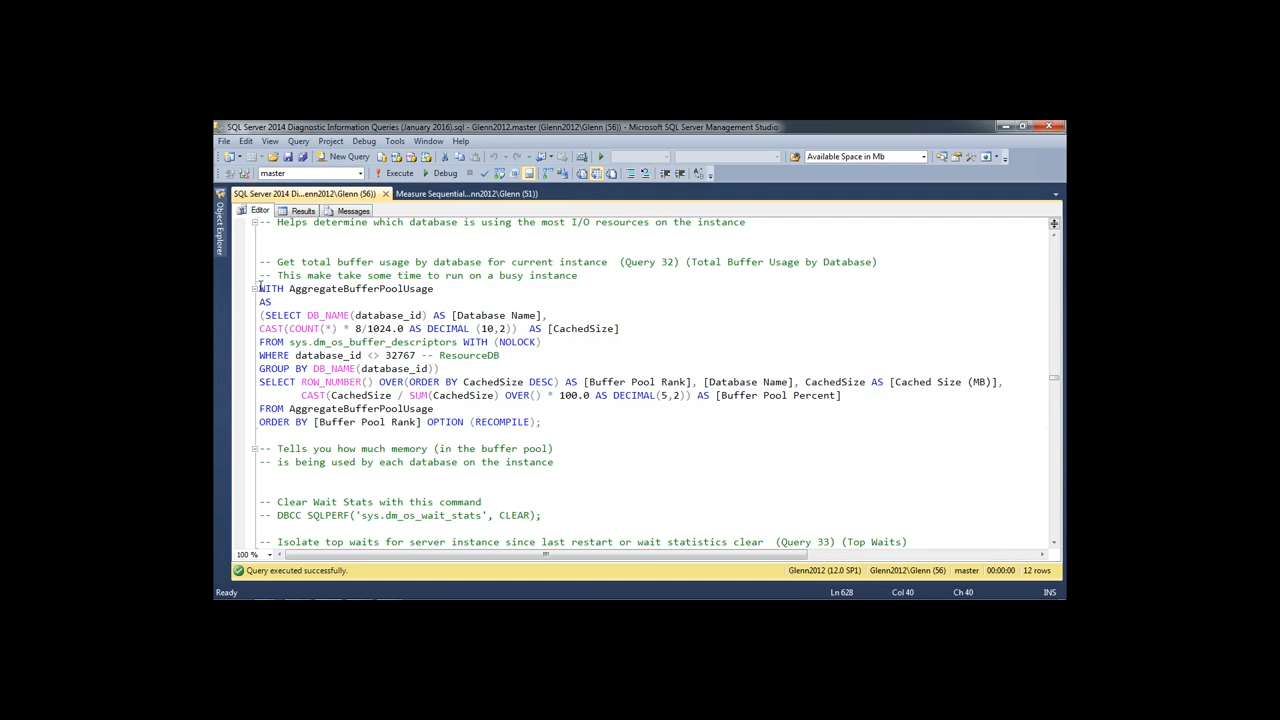 SQL Server 2014 Diagnostic Information Queries (January 2016).sql - Glenn2012.master (Glenn2012\Glenn (56)) - Microsoft SQL Server Management Studio
File Edit View Query Project Debug Tools Window Help
New Query Available Space in Mb
master Execute Debug
SQL Server 2014 Di...enn2012\Glenn (56)) Measure Sequential...nn2012\Glenn (51))
Object Explorer
Editor Results Messages
-- Helps determine which database is using the most I/O resources on the instance
-- Get total buffer usage by database for current instance (Query 32) (Total Buffer Usage by Database)
-- This make take some time to run on a busy instance
WITH AggregateBufferPoolUsage
AS
(SELECT DB_NAME(database_id) AS [Database Name],
CAST(COUNT(*) * 8/1024.0 AS DECIMAL (10,2)) AS [CachedSize]
FROM sys.dm_os_buffer_descriptors WITH (NOLOCK)
WHERE database_id <> 32767 -- ResourceDB
GROUP BY DB_NAME(database_id))
SELECT ROW_NUMBER() OVER(ORDER BY CachedSize DESC) AS [Buffer Pool Rank], [Database Name], CachedSize AS [Cached Size (MB)],
CAST(CachedSize / SUM(CachedSize) OVER() * 100.0 AS DECIMAL(5,2)) AS [Buffer Pool Percent]
FROM AggregateBufferPoolUsage
ORDER BY [Buffer Pool Rank] OPTION (RECOMPILE);
-- Tells you how much memory (in the buffer pool)
-- is being used by each database on the instance
-- Clear Wait Stats with this command
-- DBCC SQLPERF('sys.dm_os_wait_stats', CLEAR);
-- Isolate top waits for server instance since last restart or wait statistics clear (Query 33) (Top Waits)
100 %
Query executed successfully. Glenn2012 (12.0 SP1) Glenn2012\Glenn (56) master 00:00:00 12 rows
Ready Ln 628 Col 40 Ch 40 INS